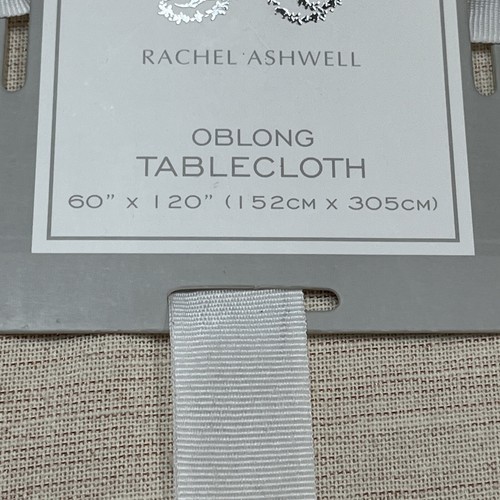 RACHEL ASHWELL
OBLONG
TABLECLOTH
60" x 120" (152CM x 305CM)